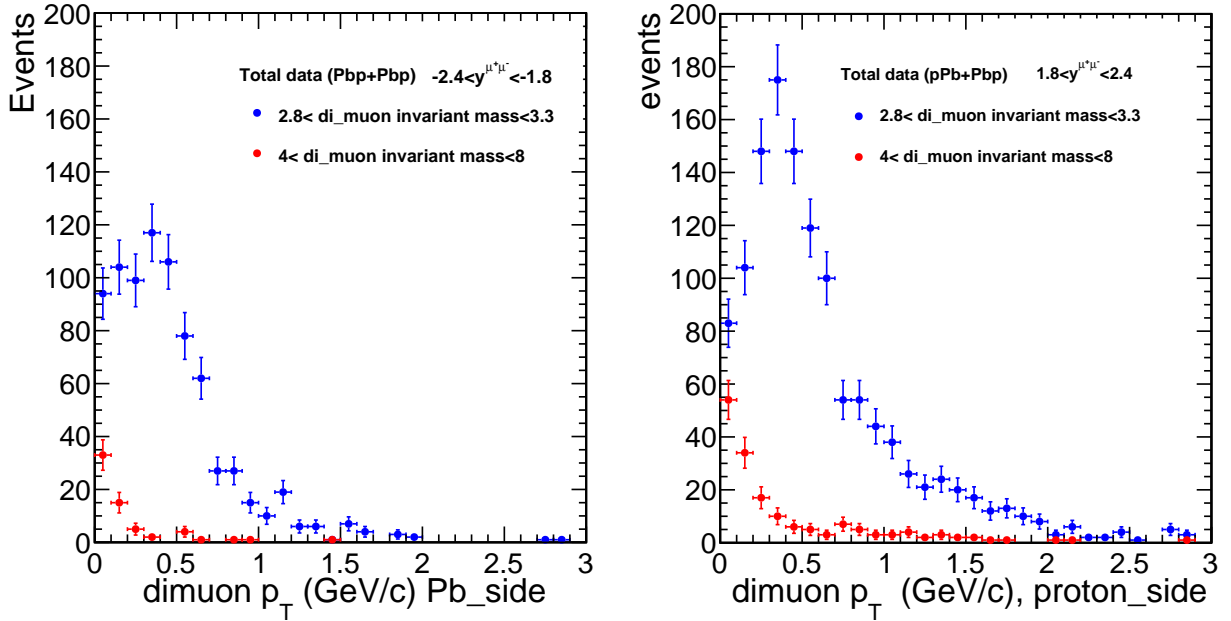 Events
200
180
160
140
120
100
80
60
40
20
0
Total data (Pbp+Pbp) -2.4<y^μ⁺μ⁻<-1.8
2.8< di_muon invariant mass<3.3
4< di_muon invariant mass<8
0 0.5 1 1.5 2 2.5 3
dimuon p_T (GeV/c) Pb_side
events
200
180
160
140
120
100
80
60
40
20
0
Total data (pPb+Pbp) 1.8<y^μ⁺μ⁻<2.4
2.8< di_muon invariant mass<3.3
4< di_muon invariant mass<8
0 0.5 1 1.5 2 2.5 3
dimuon p_T (GeV/c), proton_side